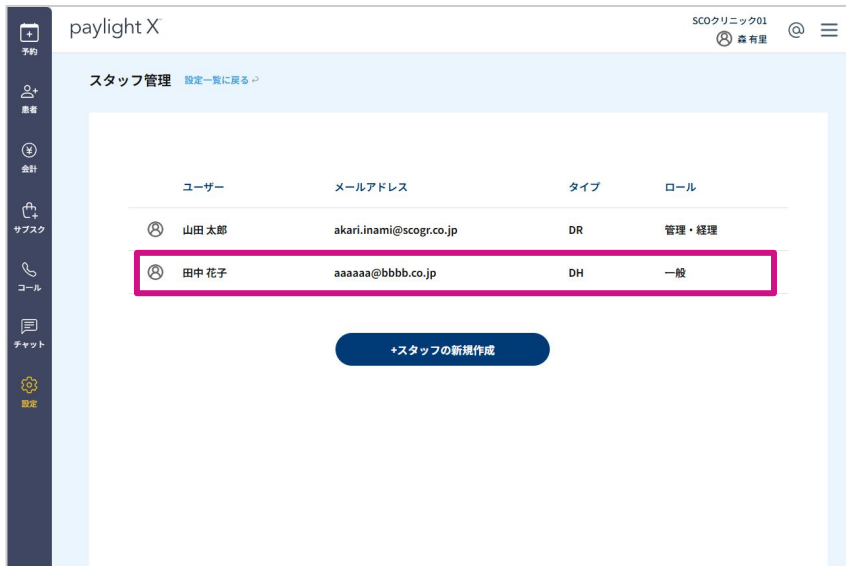 paylight X
SCOクリニック01
森 有里
予約
患者
会計
サブスク
コール
チャット
設定
スタッフ管理 設定一覧に戻る
ユーザー メールアドレス タイプ ロール
山田 太郎 akari.inami@scogr.co.jp DR 管理・経理
田中 花子 aaaaaa@bbbb.co.jp DH 一般
+スタッフの新規作成